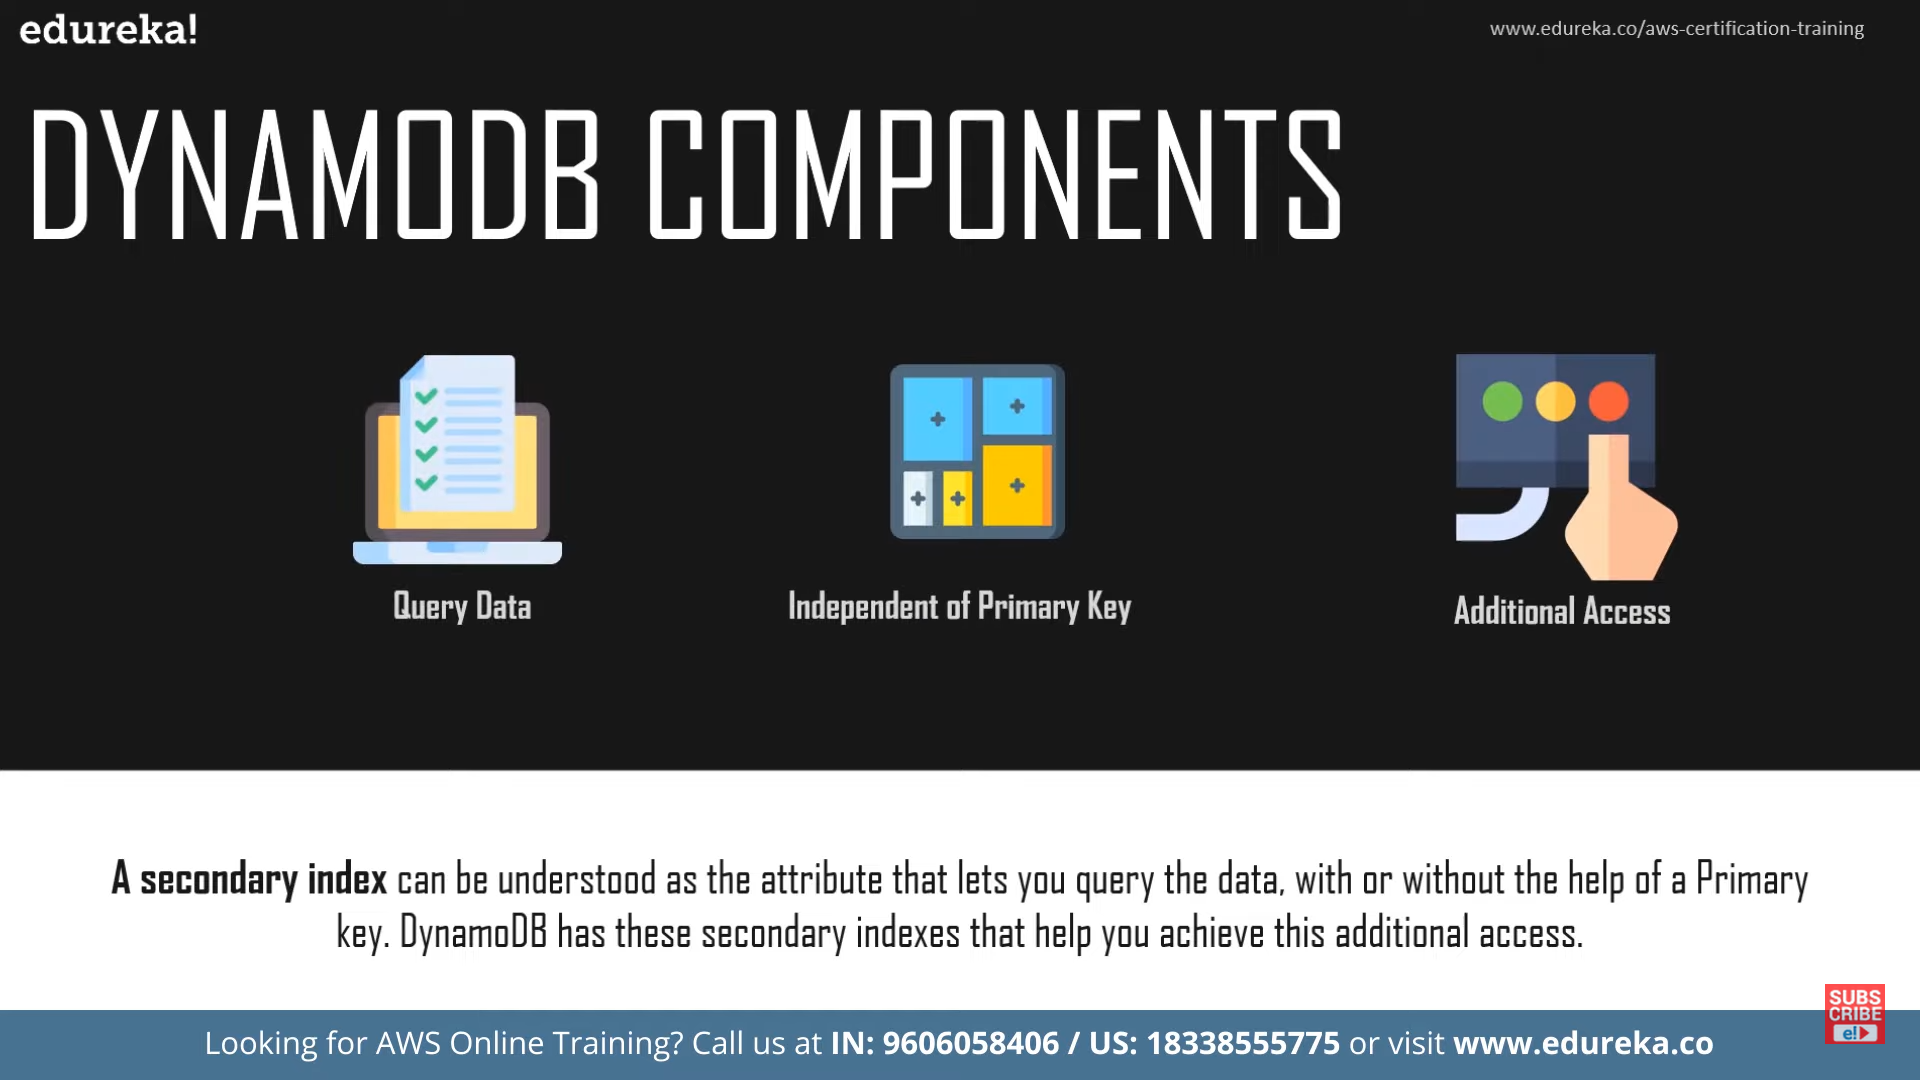 edureka!
www.edureka.co/aws-certification-training
DYNAMODB COMPONENTS
Query Data
Independent of Primary Key
Additional Access
A secondary index can be understood as the attribute that lets you query the data, with or without the help of a Primary
key. DynamoDB has these secondary indexes that help you achieve this additional access.
SUBS
CRIBE
e!
Looking for AWS Online Training? Call us at IN: 9606058406 / US: 18338555775 or visit www.edureka.co